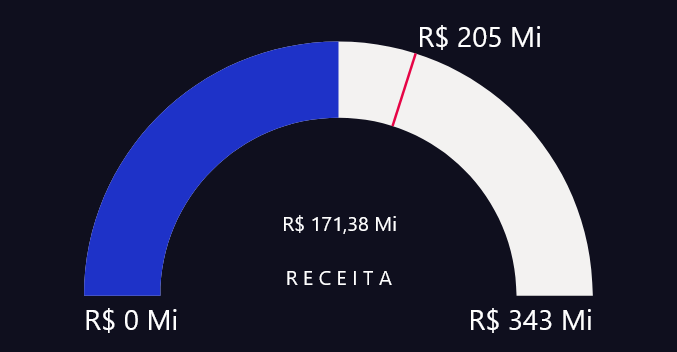 R$ 205 Mi
R$ 171,38 Mi
RECEITA
R$ 0 Mi
R$ 343 Mi